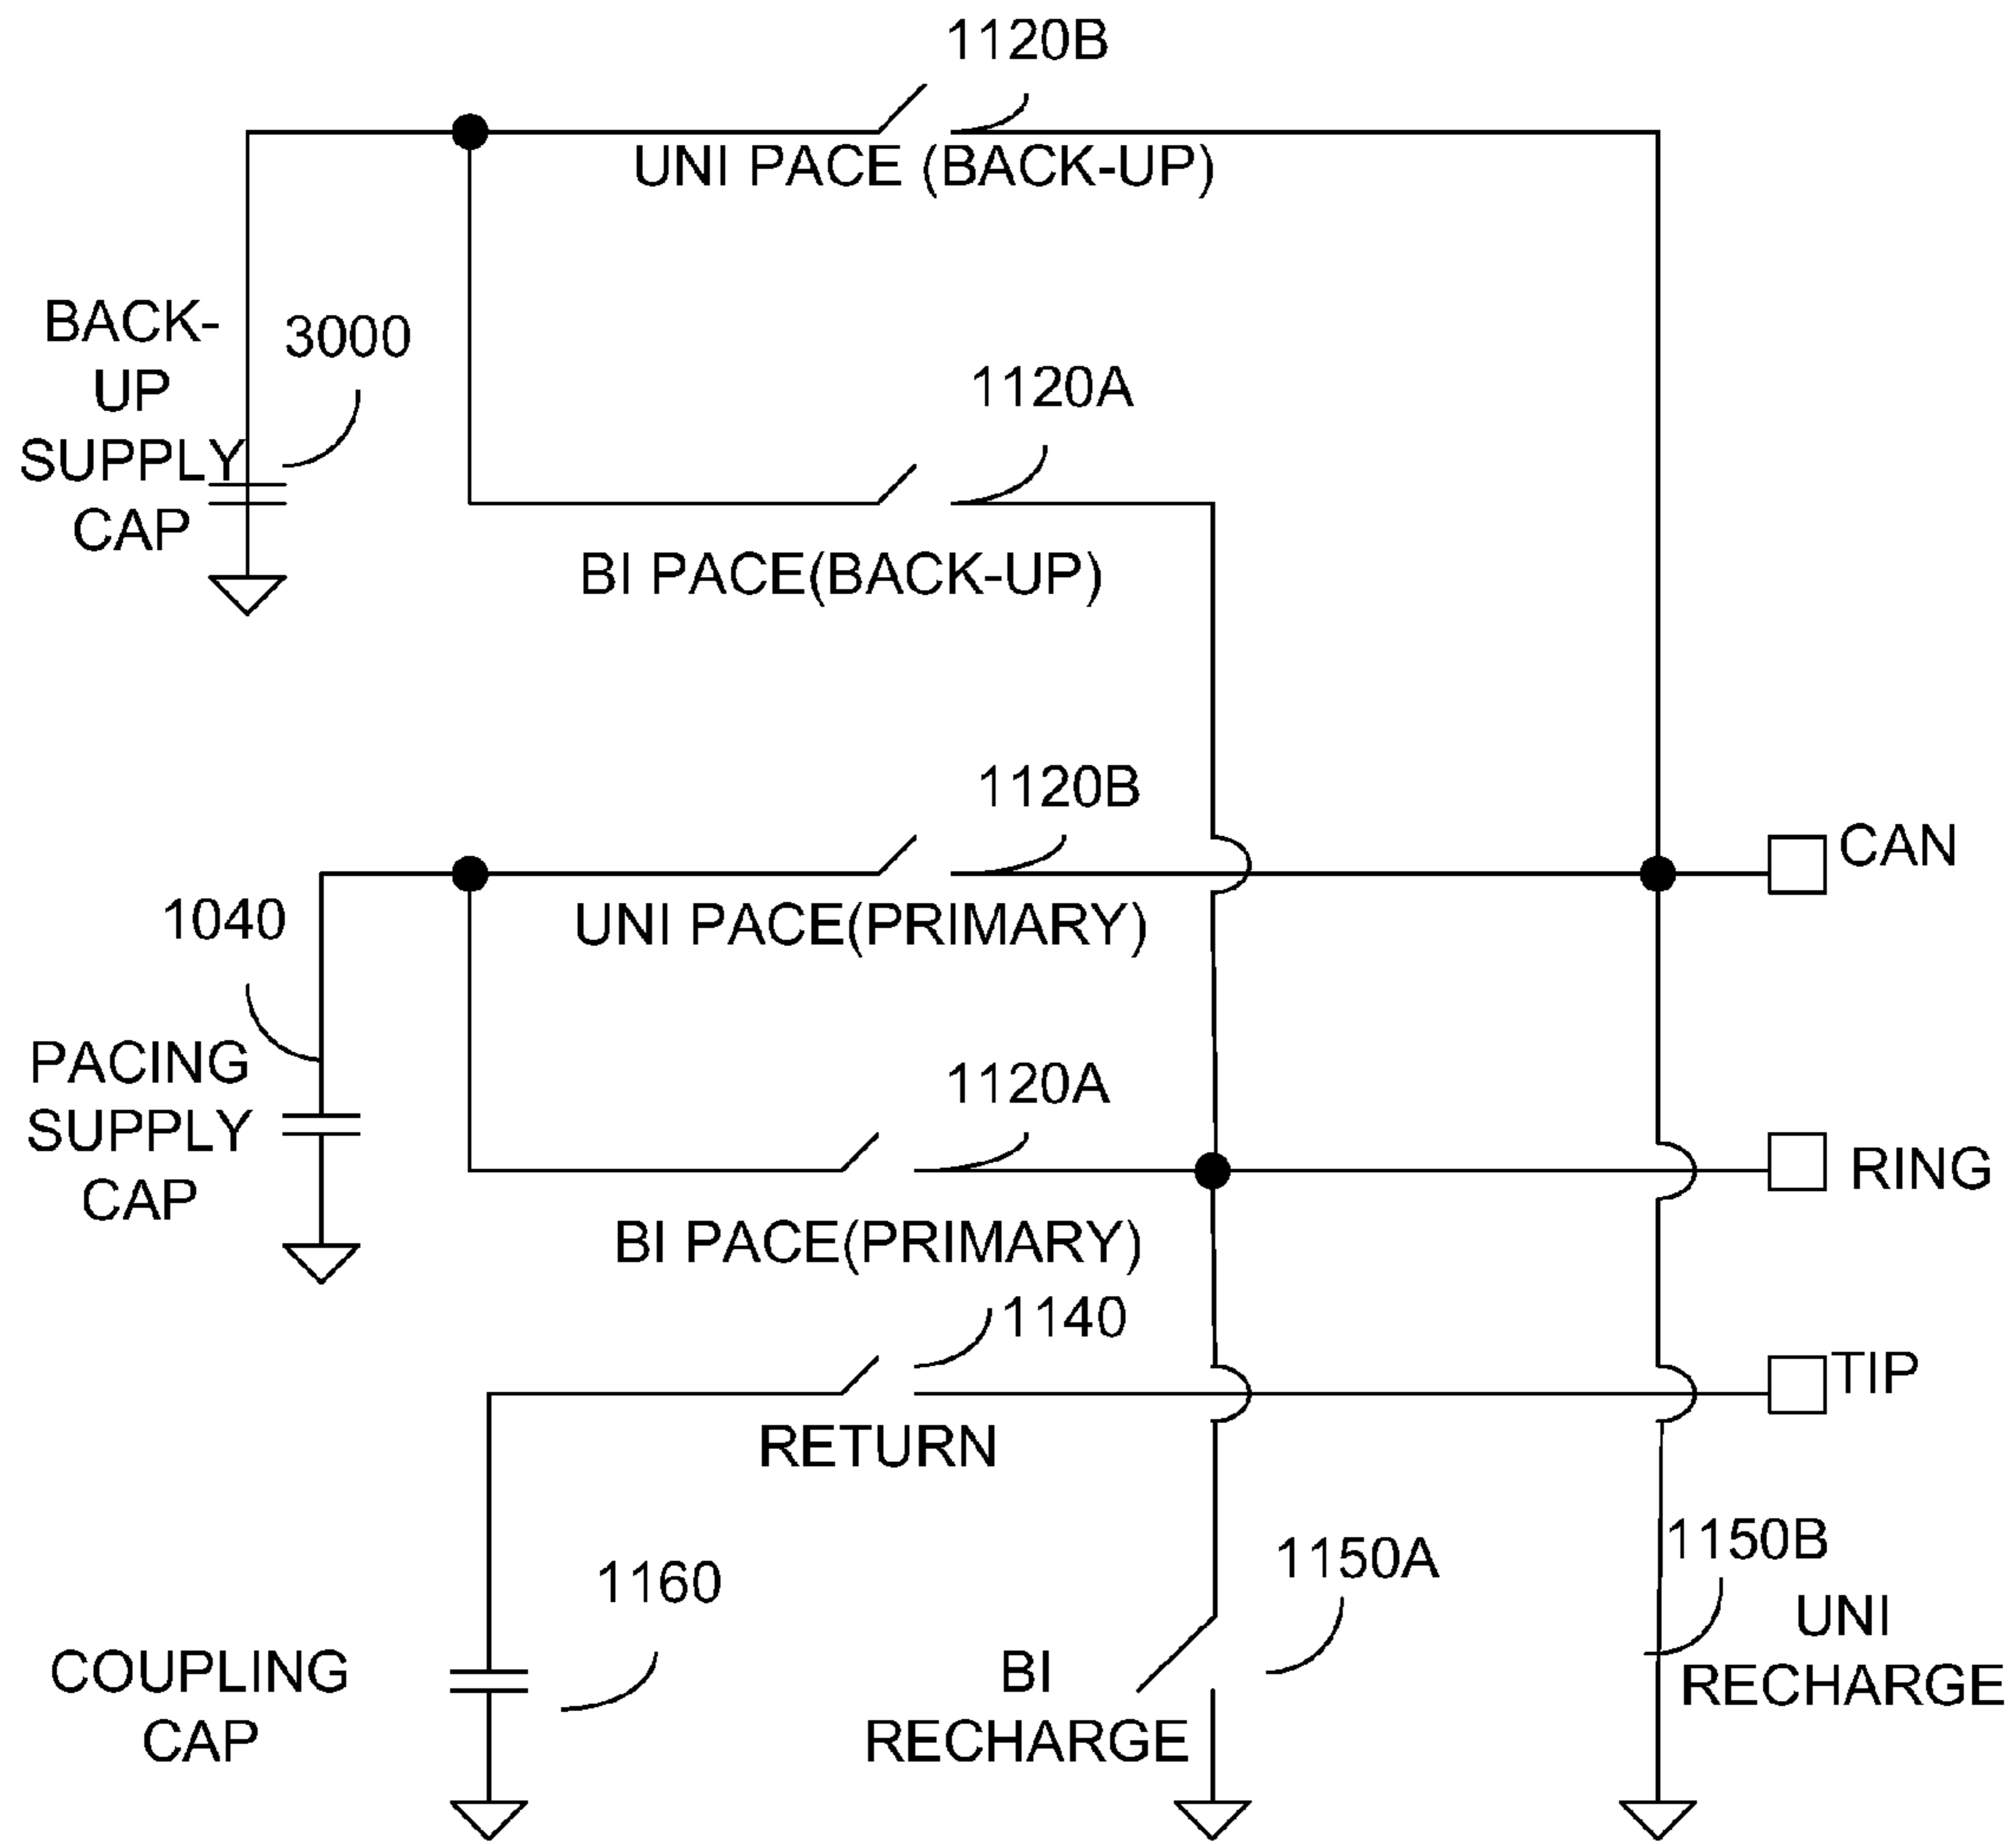 1120B
UNI PACE (BACK-UP)
BACK-
UP
SUPPLY
CAP
3000
1120A
BI PACE(BACK-UP)
1120B
CAN
1040
UNI PACE(PRIMARY)
PACING
SUPPLY
CAP
1120A
RING
BI PACE(PRIMARY)
1140
TIP
RETURN
1160
COUPLING
CAP
1150A
BI
RECHARGE
1150B
UNI
RECHARGE